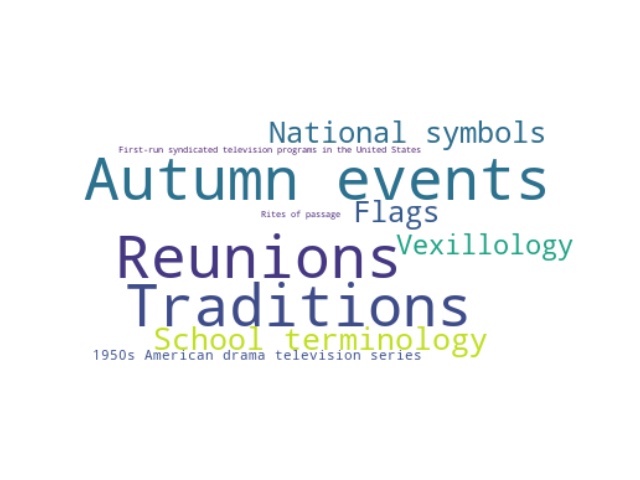 National symbols
First-run syndicated television programs in the United States
Autumn events
Rites of passage
Flags
Reunions
Vexillology
Traditions
School terminology
1950s American drama television series